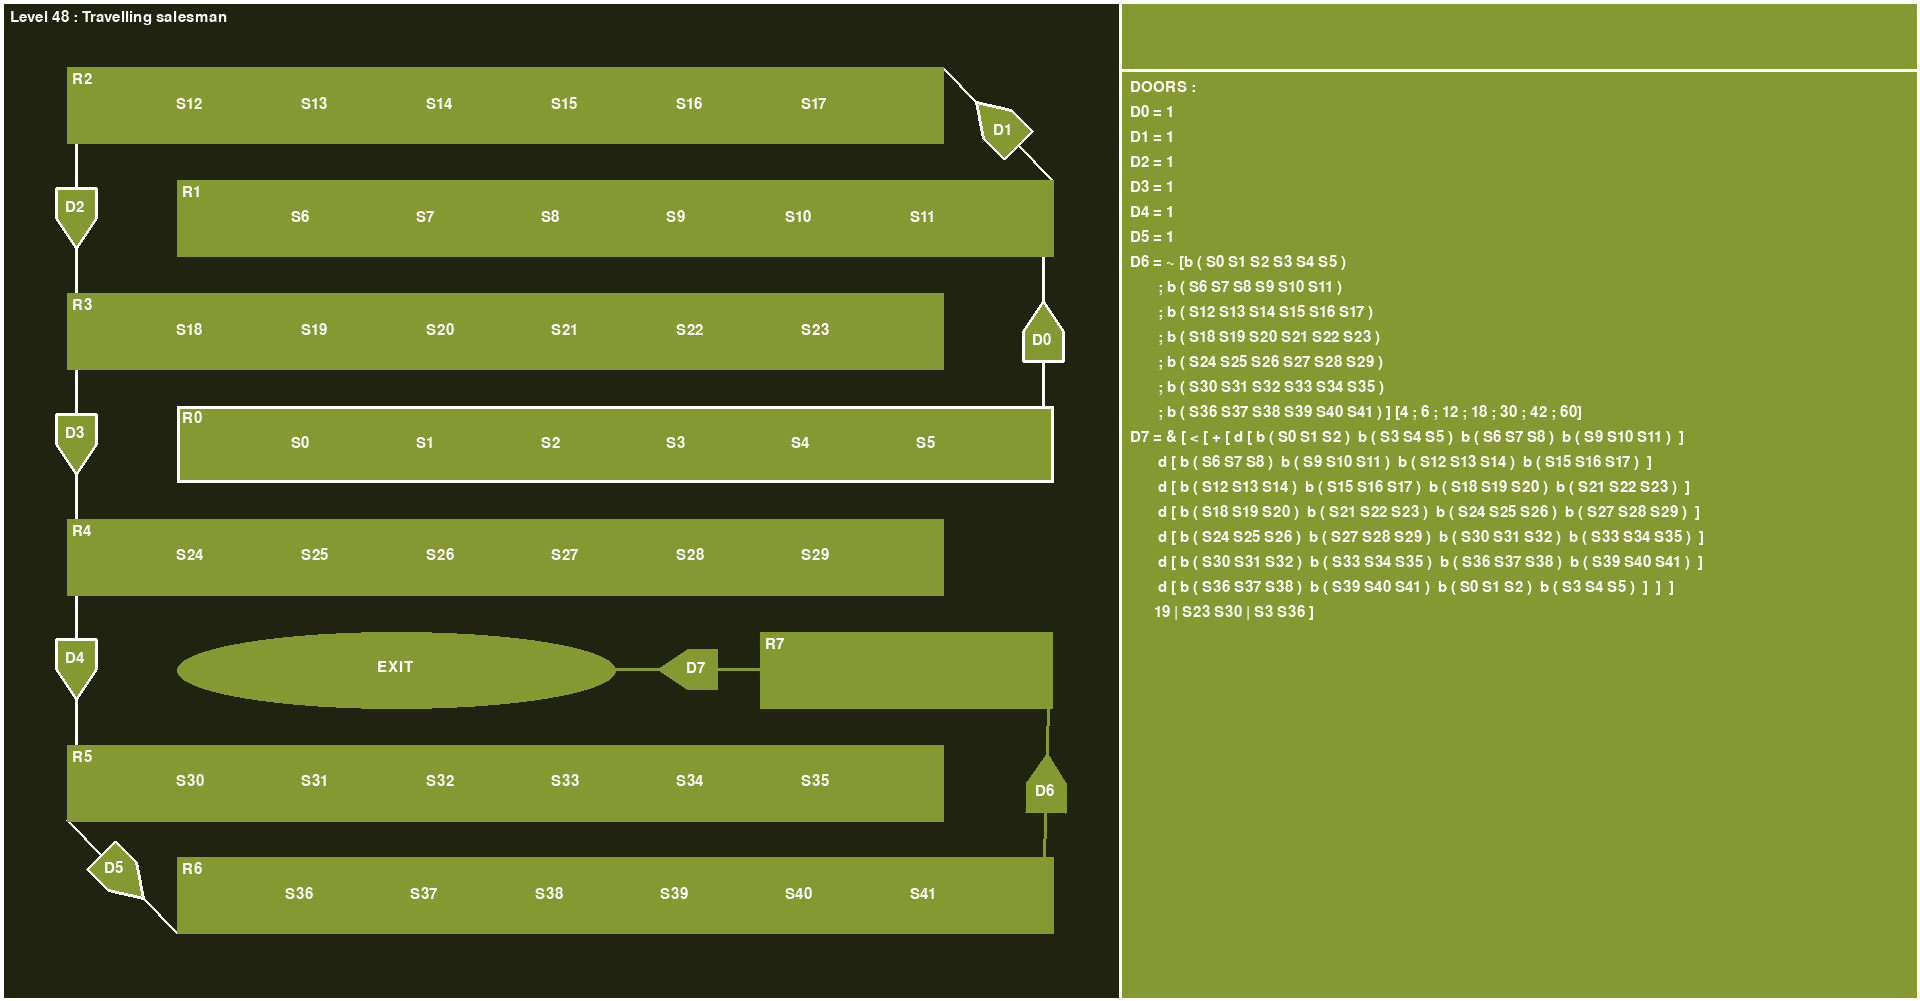 Level 48 : Travelling salesman
R2
S12 S13 S14 S15 S16 S17
D1
R1
D2
S6 S7 S8 S9 S10 S11
R3
S18 S19 S20 S21 S22 S23
D0
R0
D3
S0 S1 S2 S3 S4 S5
R4
S24 S25 S26 S27 S28 S29
R7
D4
EXIT
D7
R5
S30 S31 S32 S33 S34 S35
D6
D5
R6
S36 S37 S38 S39 S40 S41
DOORS :
D0 = 1
D1 = 1
D2 = 1
D3 = 1
D4 = 1
D5 = 1
D6 = ~ [b ( S0 S1 S2 S3 S4 S5 )
; b ( S6 S7 S8 S9 S10 S11 )
; b ( S12 S13 S14 S15 S16 S17 )
; b ( S18 S19 S20 S21 S22 S23 )
; b ( S24 S25 S26 S27 S28 S29 )
; b ( S30 S31 S32 S33 S34 S35 )
; b ( S36 S37 S38 S39 S40 S41 ) ] [4 ; 6 ; 12 ; 18 ; 30 ; 42 ; 60]
D7 = & [ < [ + [ d [ b ( S0 S1 S2 ) b ( S3 S4 S5 ) b ( S6 S7 S8 ) b ( S9 S10 S11 ) ]
d [ b ( S6 S7 S8 ) b ( S9 S10 S11 ) b ( S12 S13 S14 ) b ( S15 S16 S17 ) ]
d [ b ( S12 S13 S14 ) b ( S15 S16 S17 ) b ( S18 S19 S20 ) b ( S21 S22 S23 ) ]
d [ b ( S18 S19 S20 ) b ( S21 S22 S23 ) b ( S24 S25 S26 ) b ( S27 S28 S29 ) ]
d [ b ( S24 S25 S26 ) b ( S27 S28 S29 ) b ( S30 S31 S32 ) b ( S33 S34 S35 ) ]
d [ b ( S30 S31 S32 ) b ( S33 S34 S35 ) b ( S36 S37 S38 ) b ( S39 S40 S41 ) ]
d [ b ( S36 S37 S38 ) b ( S39 S40 S41 ) b ( S0 S1 S2 ) b ( S3 S4 S5 ) ] ] ]
19 | S23 S30 | S3 S36 ]